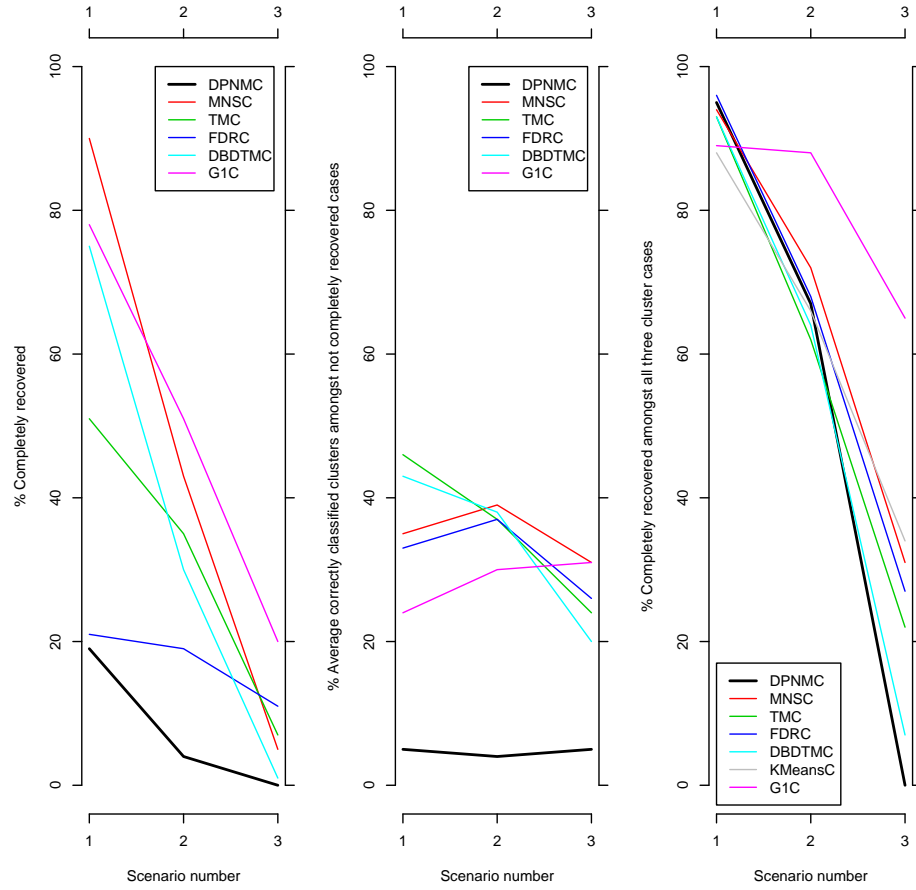 1 2 3
% Completely recovered
0 20 40 60 80 100
DPNMC
MNSC
TMC
FDRC
DBDTMC
G1C
1 2 3
Scenario number
1 2 3
% Average correctly classified clusters amongst not completely recovered cases
0 20 40 60 80 100
DPNMC
MNSC
TMC
FDRC
DBDTMC
G1C
1 2 3
Scenario number
1 2 3
% Completely recovered amongst all three cluster cases
0 20 40 60 80 100
DPNMC
MNSC
TMC
FDRC
DBDTMC
KMeansC
G1C
1 2 3
Scenario number